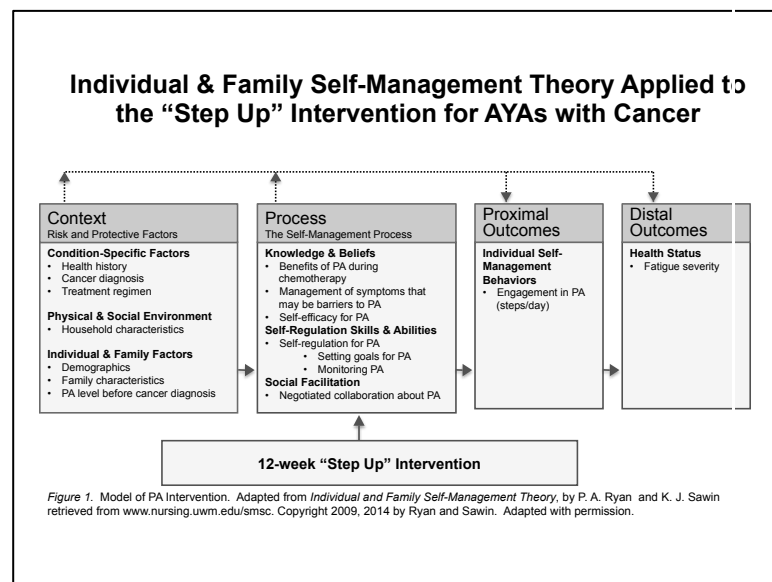 Individual & Family Self-Management Theory Applied to
the “Step Up” Intervention for AYAs with Cancer
Context
Risk and Protective Factors
Condition-Specific Factors
• Health history
• Cancer diagnosis
• Treatment regimen
Physical & Social Environment
• Household characteristics
Individual & Family Factors
• Demographics
• Family characteristics
• PA level before cancer diagnosis
Process
The Self-Management Process
Knowledge & Beliefs
• Benefits of PA during
chemotherapy
• Management of symptoms that
may be barriers to PA
• Self-efficacy for PA
Self-Regulation Skills & Abilities
• Self-regulation for PA
• Setting goals for PA
• Monitoring PA
Social Facilitation
• Negotiated collaboration about PA
Proximal
Outcomes
Individual Self-
Management
Behaviors
• Engagement in PA
(steps/day)
Distal
Outcomes
Health Status
• Fatigue severity
12-week “Step Up” Intervention
Figure 1. Model of PA Intervention. Adapted from Individual and Family Self-Management Theory, by P. A. Ryan and K. J. Sawin
retrieved from www.nursing.uwm.edu/smsc. Copyright 2009, 2014 by Ryan and Sawin. Adapted with permission.